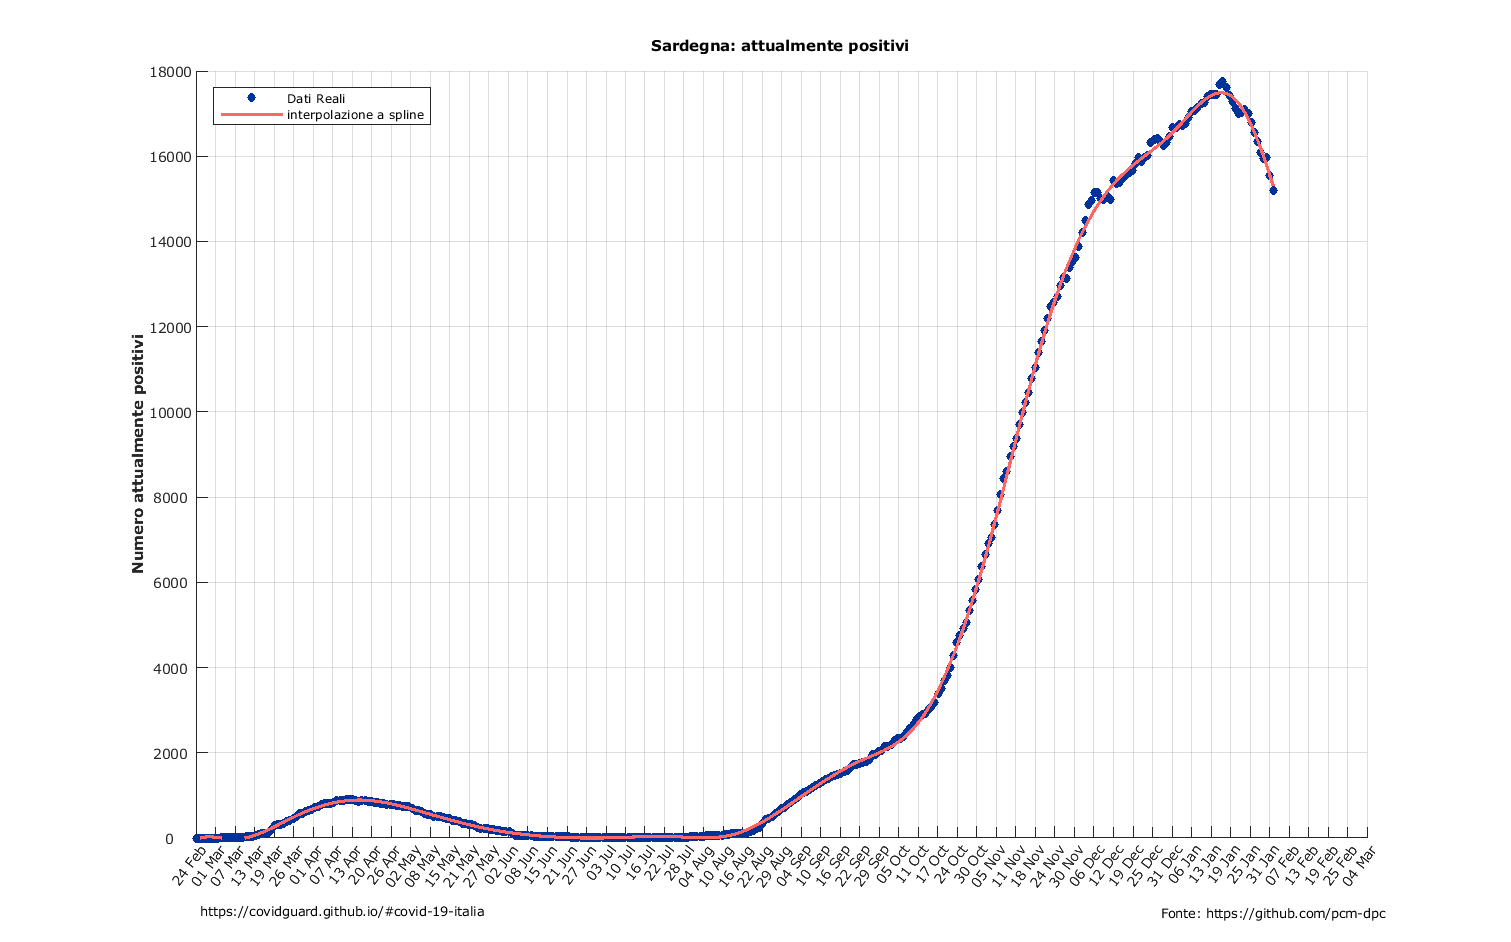 Sardegna: attualmente positivi
Dati Reali
interpolazione a spline
Numero attualmente positivi
18000
16000
14000
12000
10000
8000
6000
4000
2000
0
24 Feb
01 Mar
07 Mar
13 Mar
19 Mar
26 Mar
01 Apr
07 Apr
13 Apr
20 Apr
26 Apr
02 May
08 May
15 May
21 May
27 May
02 Jun
08 Jun
15 Jun
21 Jun
27 Jun
03 Jul
10 Jul
16 Jul
22 Jul
28 Jul
04 Aug
10 Aug
16 Aug
22 Aug
29 Aug
04 Sep
10 Sep
16 Sep
22 Sep
29 Sep
05 Oct
11 Oct
17 Oct
24 Oct
30 Oct
05 Nov
11 Nov
18 Nov
24 Nov
30 Nov
06 Dec
12 Dec
19 Dec
25 Dec
31 Dec
06 Jan
13 Jan
19 Jan
25 Jan
31 Jan
07 Feb
13 Feb
19 Feb
25 Feb
04 Mar
https://covidguard.github.io/#covid-19-italia
Fonte: https://github.com/pcm-dpc